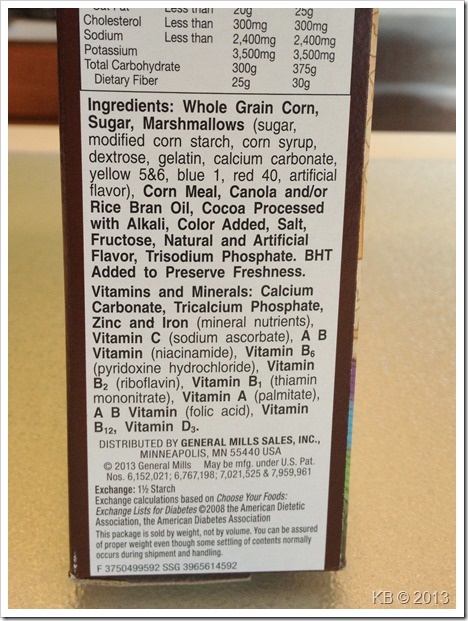 Sat Fat Less than 20g 25g
Cholesterol Less than 300mg 300mg
Sodium Less than 2,400mg 2,400mg
Potassium 3,500mg 3,500mg
Total Carbohydrate 300g 375g
Dietary Fiber 25g 30g
Ingredients: Whole Grain Corn,
Sugar, Marshmallows (sugar,
modified corn starch, corn syrup,
dextrose, gelatin, calcium carbonate,
yellow 5&6, blue 1, red 40, artificial
flavor), Corn Meal, Canola and/or
Rice Bran Oil, Cocoa Processed
with Alkali, Color Added, Salt,
Fructose, Natural and Artificial
Flavor, Trisodium Phosphate. BHT
Added to Preserve Freshness.
Vitamins and Minerals: Calcium
Carbonate, Tricalcium Phosphate,
Zinc and Iron (mineral nutrients),
Vitamin C (sodium ascorbate), A B
Vitamin (niacinamide), Vitamin B6
(pyridoxine hydrochloride), Vitamin
B2 (riboflavin), Vitamin B1 (thiamin
mononitrate), Vitamin A (palmitate),
A B Vitamin (folic acid), Vitamin
B12, Vitamin D3.
DISTRIBUTED BY GENERAL MILLS SALES, INC.,
MINNEAPOLIS, MN 55440 USA
© 2013 General Mills May be mfg. under U.S. Pat.
Nos. 6,152,021; 6,767,198; 7,021,525 & 7,959,961
Exchange: 1½ Starch
Exchange calculations based on Choose Your Foods:
Exchange Lists for Diabetes ©2008 the American Dietetic
Association, the American Diabetes Association
This package is sold by weight, not by volume. You can be assured
of proper weight even though some settling of contents normally
occurs during shipment and handling.
F 3750499592 SSG 3965614592
KB © 2013